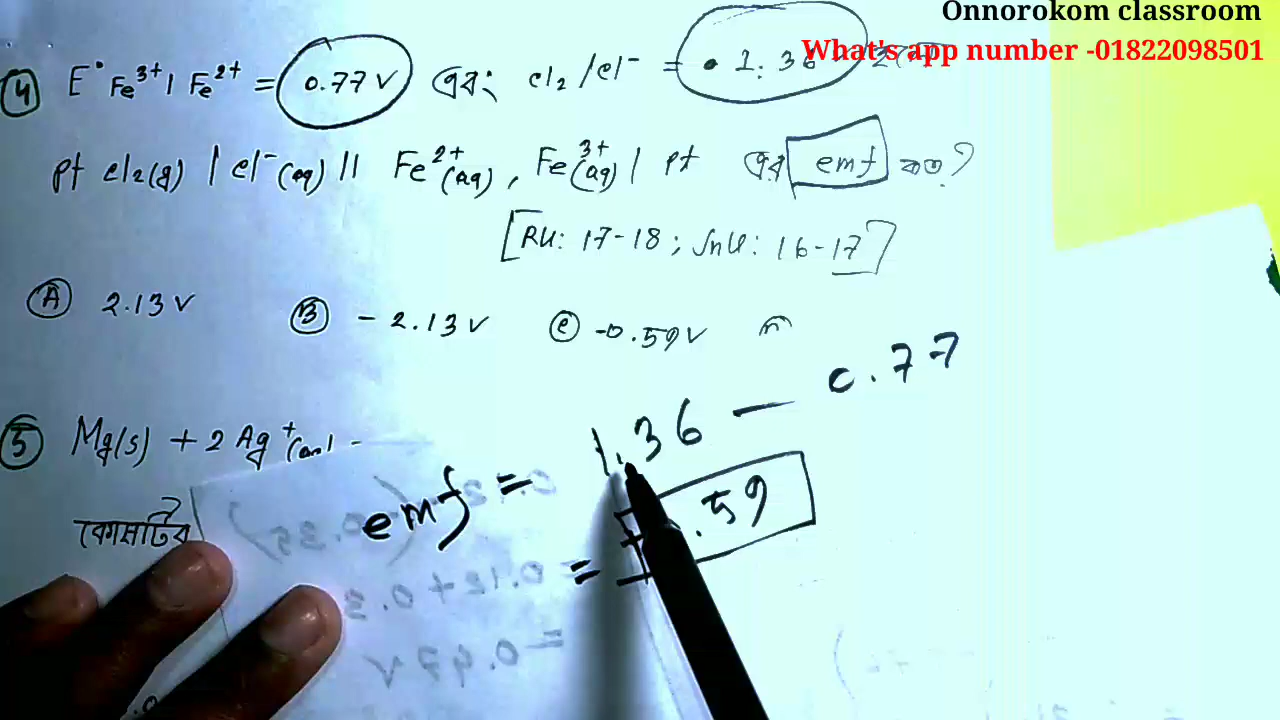 Onnorokom classroom
What's app number -01822098501
④ E° Fe³⁺| Fe²⁺ = 0.77 V এবং Cl₂ /Cl⁻ = 1.36
pt Cl₂(g) | Cl⁻(aq) || Fe²⁺(aq), Fe³⁺(aq) | pt এর emf কত?
[RU: 17-18; JnU: 16-17]
Ⓐ 2.13 V Ⓑ - 2.13 V Ⓒ -0.59 V
1.36 - 0.77
⑤ Mg(s) + 2 Ag⁺(aq)
emf =
কোষটির
= .59